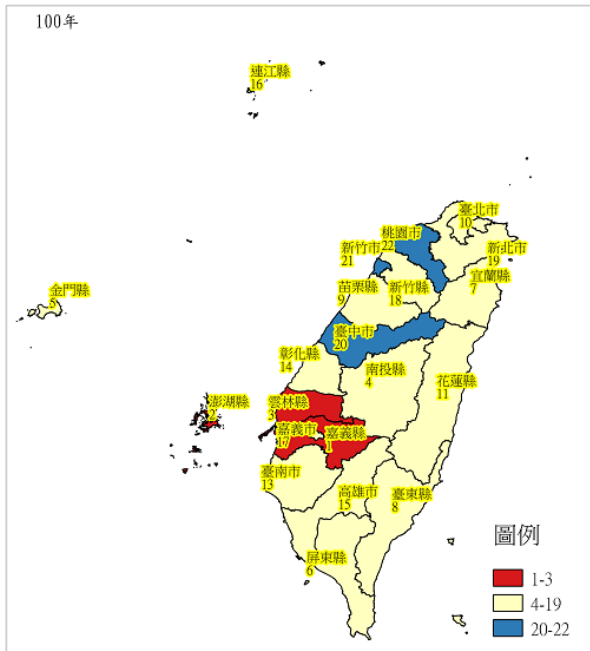 100年
連江縣
16
臺北市
10
桃園市
22
新北市
19
新竹市
21
宜蘭縣
7
金門縣
5
苗栗縣
9
新竹縣
18
臺中市
20
彰化縣
14
南投縣
4
花蓮縣
11
澎湖縣
2
雲林縣
3
嘉義市
17
嘉義縣
1
臺南市
13
高雄市
15
臺東縣
8
屏東縣
6
圖例
1-3
4-19
20-22